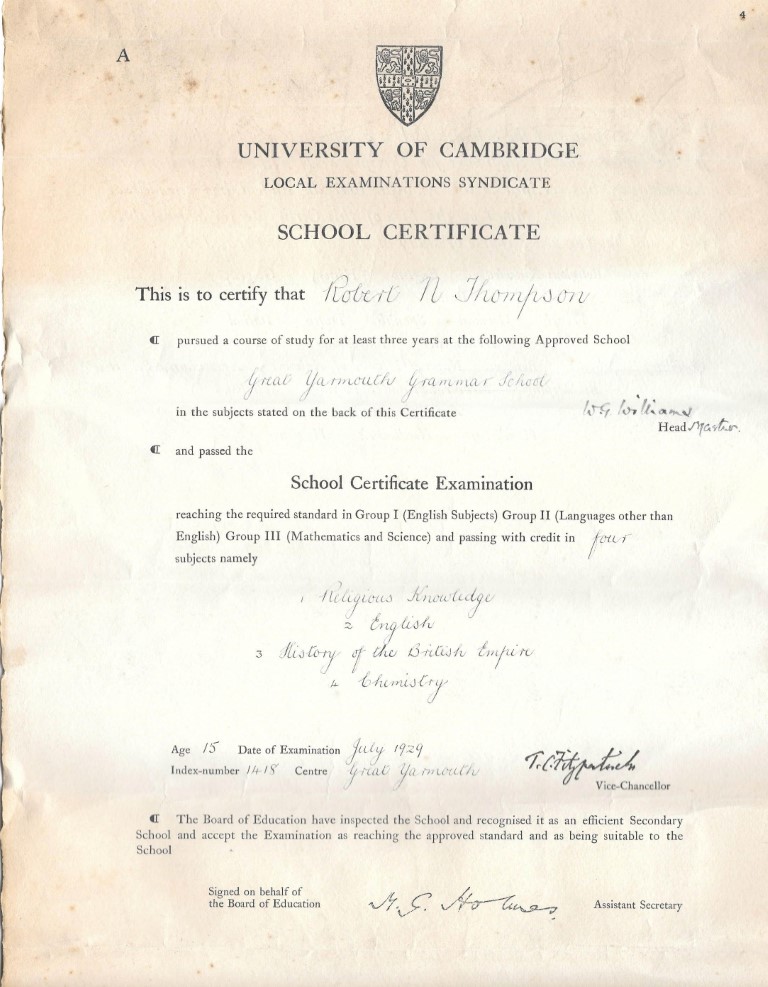 4
A
UNIVERSITY OF CAMBRIDGE
LOCAL EXAMINATIONS SYNDICATE
SCHOOL CERTIFICATE
This is to certify that Robert N Thompson
¶ pursued a course of study for at least three years at the following Approved School
Great Yarmouth Grammar School
in the subjects stated on the back of this Certificate W G Williams
Head Master.
¶ and passed the
School Certificate Examination
reaching the required standard in Group I (English Subjects) Group II (Languages other than
English) Group III (Mathematics and Science) and passing with credit in four
subjects namely
1 Religious Knowledge
2 English
3 History of the British Empire
4 Chemistry
Age 15 Date of Examination July 1929
Index-number 1418 Centre Great Yarmouth T.C. Fitzpatrick
Vice-Chancellor
¶ The Board of Education have inspected the School and recognised it as an efficient Secondary
School and accept the Examination as reaching the approved standard and as being suitable to the
School
Signed on behalf of
the Board of Education M. G. Holmes. Assistant Secretary